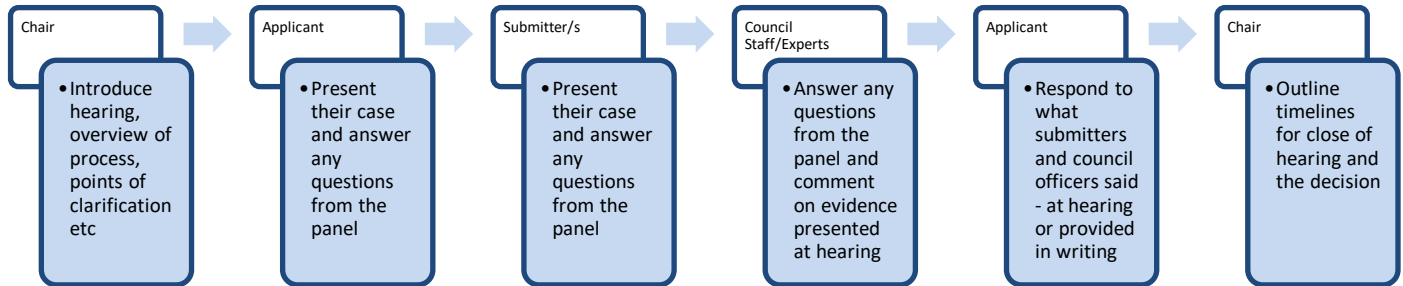 Chair
•Introduce
hearing,
overview of
process,
points of
clarification
etc
Applicant
•Present
their case
and answer
any
questions
from the
panel
Submitter/s
•Present
their case
and answer
any
questions
from the
panel
Council
Staff/Experts
•Answer any
questions
from the
panel and
comment
on evidence
presented
at hearing
Applicant
•Respond to
what
submitters
and council
officers said
- at hearing
or provided
in writing
Chair
•Outline
timelines
for close of
hearing and
the decision